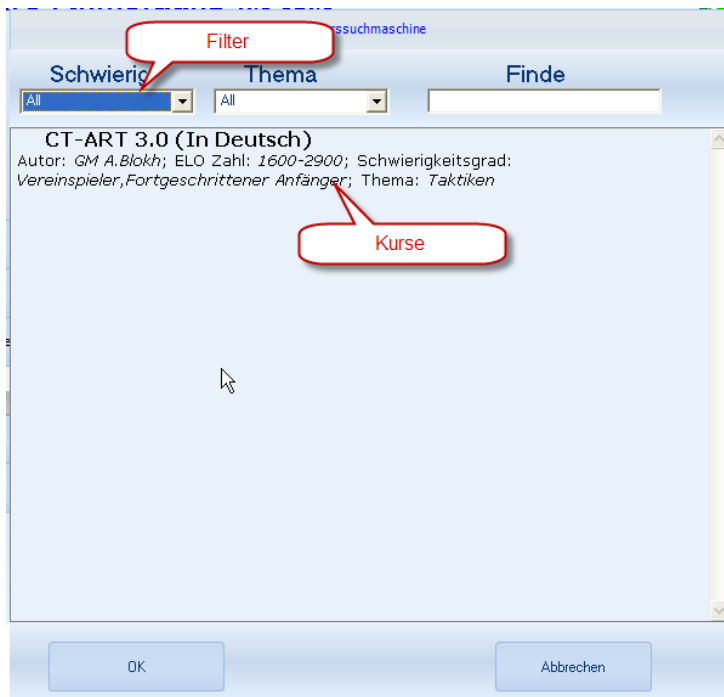 Filter
rssuchmaschine
Schwierig
Thema
Finde
All
All
CT-ART 3.0 (In Deutsch)
Autor: GM A.Blokh; ELO Zahl: 1600-2900; Schwierigkeitsgrad:
Vereinspieler,Fortgeschrittener Anfänger; Thema: Taktiken
Kurse
OK
Abbrechen